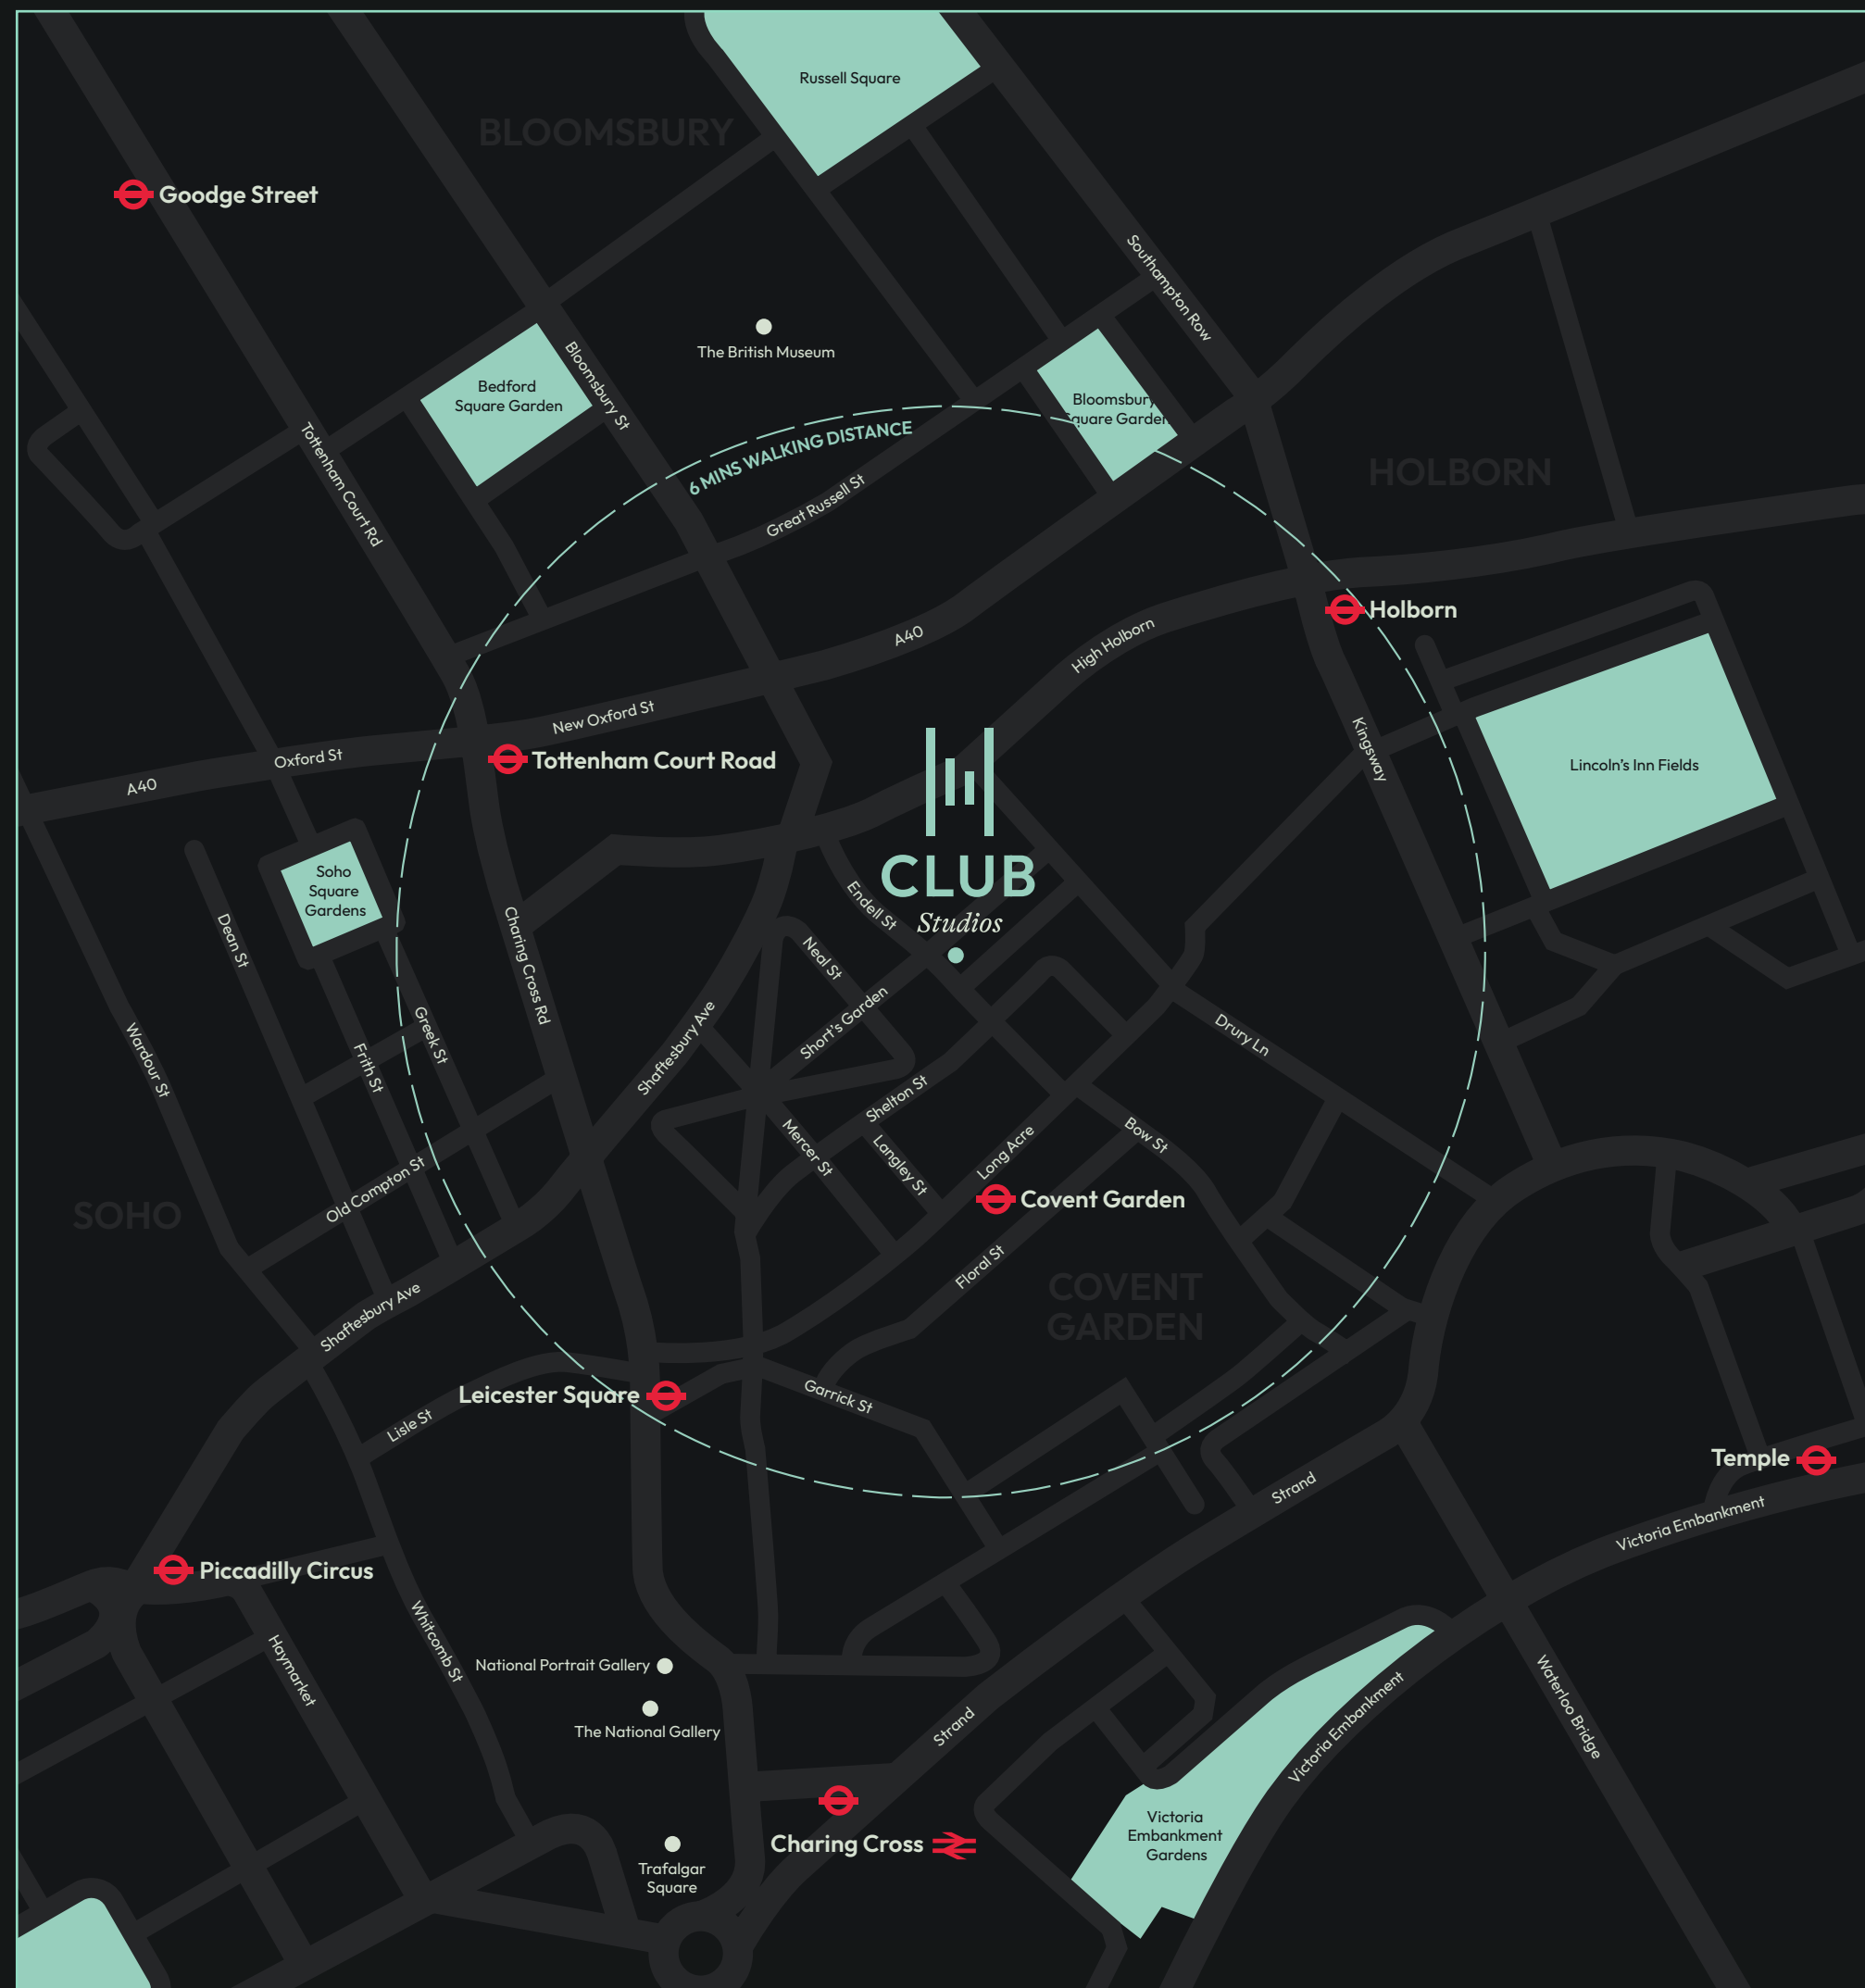 Russell Square
BLOOMSBURY
Goodge Street
Southampton Row
The British Museum
Bloomsbury St
Bedford
Square Garden
Bloomsbury
Square Garden
6 MINS WALKING DISTANCE
Tottenham Court Rd
Great Russell St
HOLBORN
Holborn
A40
High Holborn
New Oxford St
Oxford St
A40
Tottenham Court Road
Kingsway
Lincoln's Inn Fields
CLUB
Studios
Soho
Square
Gardens
Endell St
Dean St
Charing Cross Rd
Neal St
Short's Garden
Greek St
Shaftesbury Ave
Drury Ln
Wardour St
Frith St
Shelton St
Mercer St
Langley St
Long Acre
Bow St
Old Compton St
SOHO
Covent Garden
Floral St
COVENT
GARDEN
Shaftesbury Ave
Leicester Square
Garrick St
Lisle St
Temple
Strand
Victoria Embankment
Piccadilly Circus
Whitcomb St
Haymarket
National Portrait Gallery
The National Gallery
Strand
Waterloo Bridge
Victoria Embankment
Victoria
Embankment
Gardens
Charing Cross
Trafalgar
Square